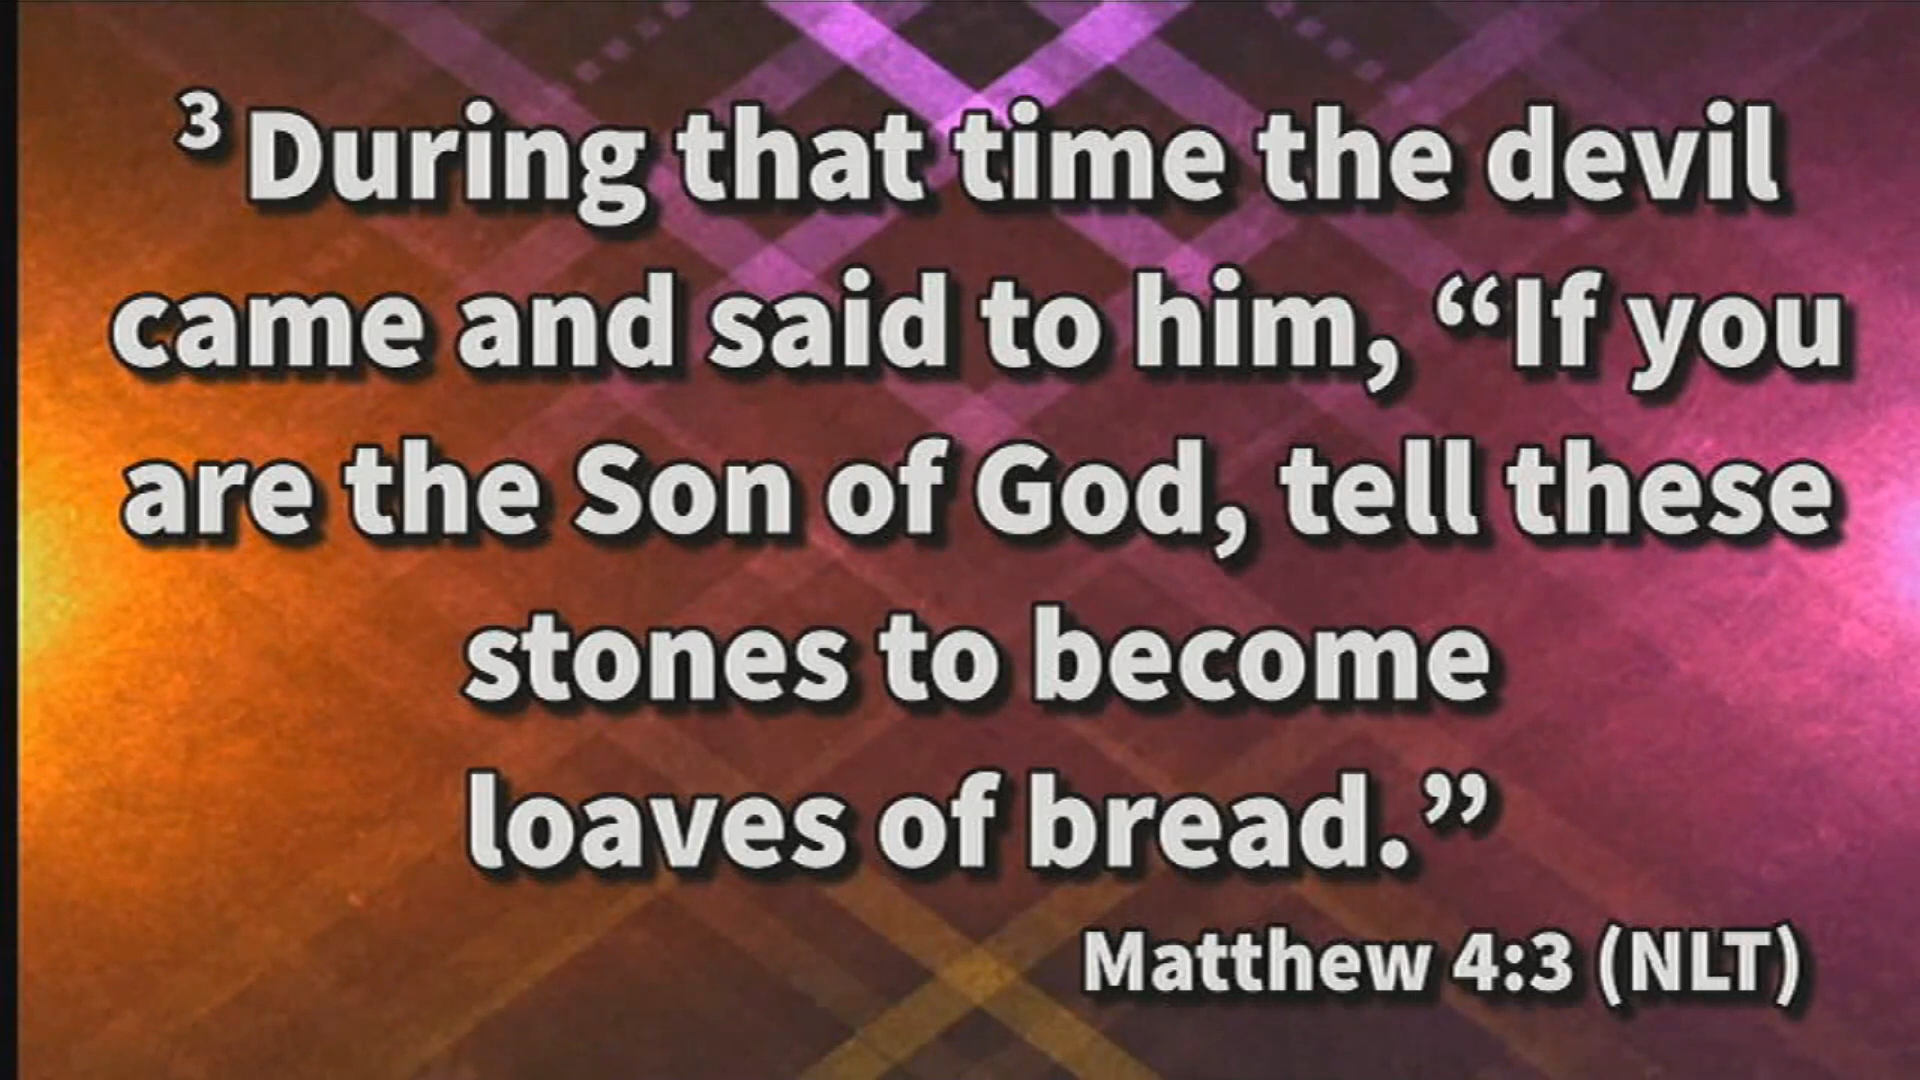 ³ During that time the devil
came and said to him, “If you
are the Son of God, tell these
stones to become
loaves of bread.”
Matthew 4:3 (NLT)